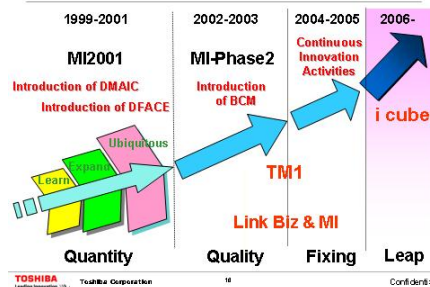 1999-2001
2002-2003
2004-2005
2006-
MI2001
MI-Phase2
Continuous
Innovation
Activities
Introduction of DMAIC
Introduction of DFACE
Introduction
of BCM
i cube
Ubiquitous
Expand
Learn
TM1
Link Biz & MI
Quantity
Quality
Fixing
Leap
TOSHIBA
Toshiba Corporation
Confidenti